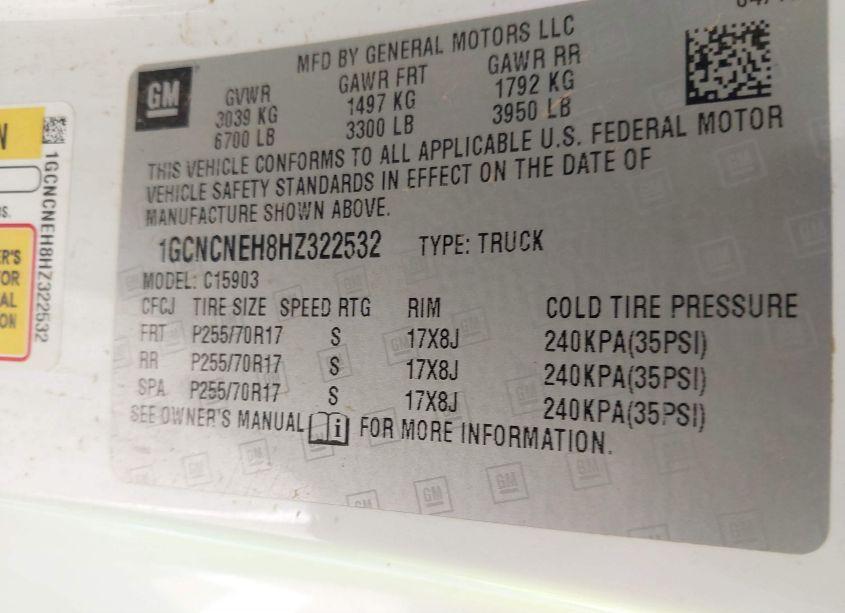 MFD BY GENERAL MOTORS LLC
GM
GVWR GAWR FRT GAWR RR
3039 KG 1497 KG 1792 KG
6700 LB 3300 LB 3950 LB
THIS VEHICLE CONFORMS TO ALL APPLICABLE U.S. FEDERAL MOTOR
VEHICLE SAFETY STANDARDS IN EFFECT ON THE DATE OF
MANUFACTURE SHOWN ABOVE.
1GCNCNEH8HZ322532 TYPE: TRUCK
MODEL: C15903
CFCJ TIRE SIZE SPEED RTG RIM COLD TIRE PRESSURE
FRT P255/70R17 S 17X8J 240KPA(35PSI)
RR P255/70R17 S 17X8J 240KPA(35PSI)
SPA P255/70R17 S 17X8J 240KPA(35PSI)
SEE OWNER'S MANUAL i FOR MORE INFORMATION.
1GCNCNEH8HZ322532